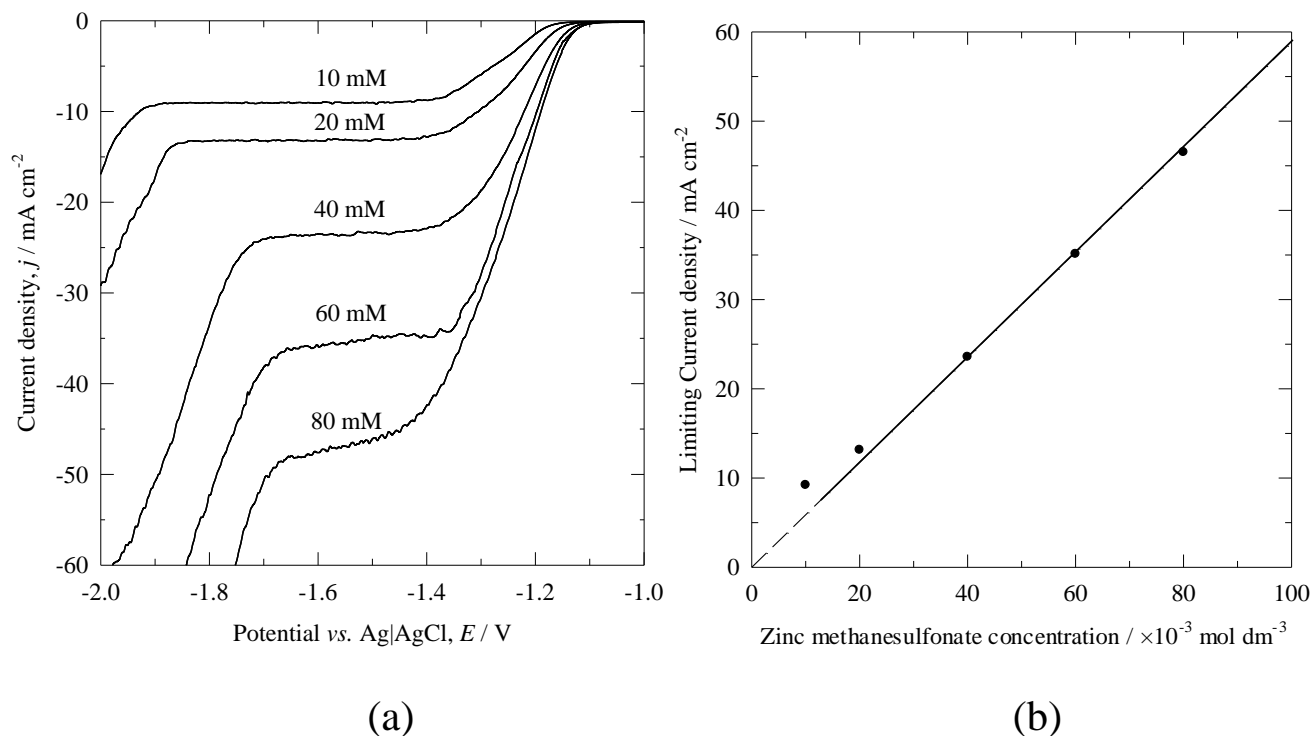 0
-10
-20
-30
-40
-50
-60
-2.0
-1.8
-1.6
-1.4
-1.2
-1.0
Current density, j / mA cm-2
Potential vs. Ag|AgCl, E / V
10 mM
20 mM
40 mM
60 mM
80 mM
(a)
60
50
40
30
20
10
0
0
20
40
60
80
100
Limiting Current density / mA cm-2
Zinc methanesulfonate concentration / ×10-3 mol dm-3
(b)